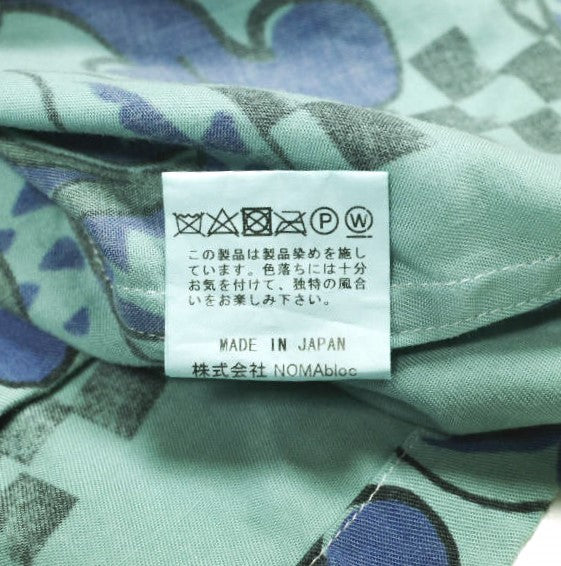 P W
この製品は製品染めを施し
ています。色落ちには十分
お気を付けて、独特の風合
いをお楽しみ下さい。
MADE IN JAPAN
株式会社 NOMAbloc